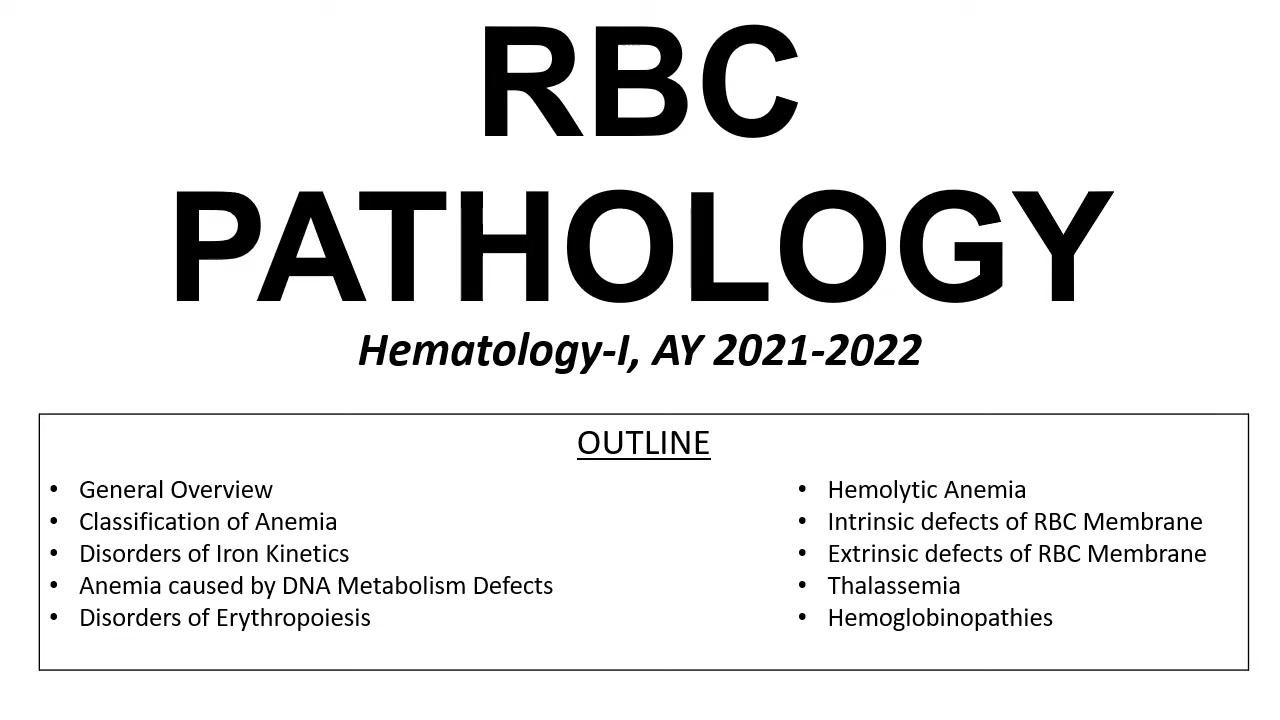 RBC
PATHOLOGY
Hematology-I, AY 2021-2022
OUTLINE
• General Overview
• Classification of Anemia
• Disorders of Iron Kinetics
• Anemia caused by DNA Metabolism Defects
• Disorders of Erythropoiesis
• Hemolytic Anemia
• Intrinsic defects of RBC Membrane
• Extrinsic defects of RBC Membrane
• Thalassemia
• Hemoglobinopathies